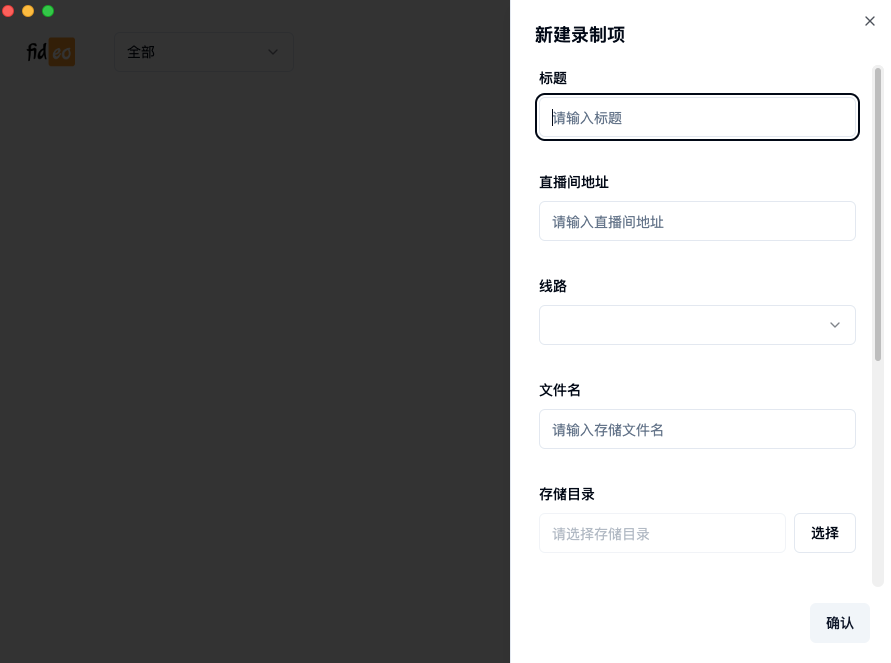 fideo
全部
新建录制项
标题
请输入标题
直播间地址
请输入直播间地址
线路
文件名
请输入存储文件名
存储目录
请选择存储目录
选择
确认